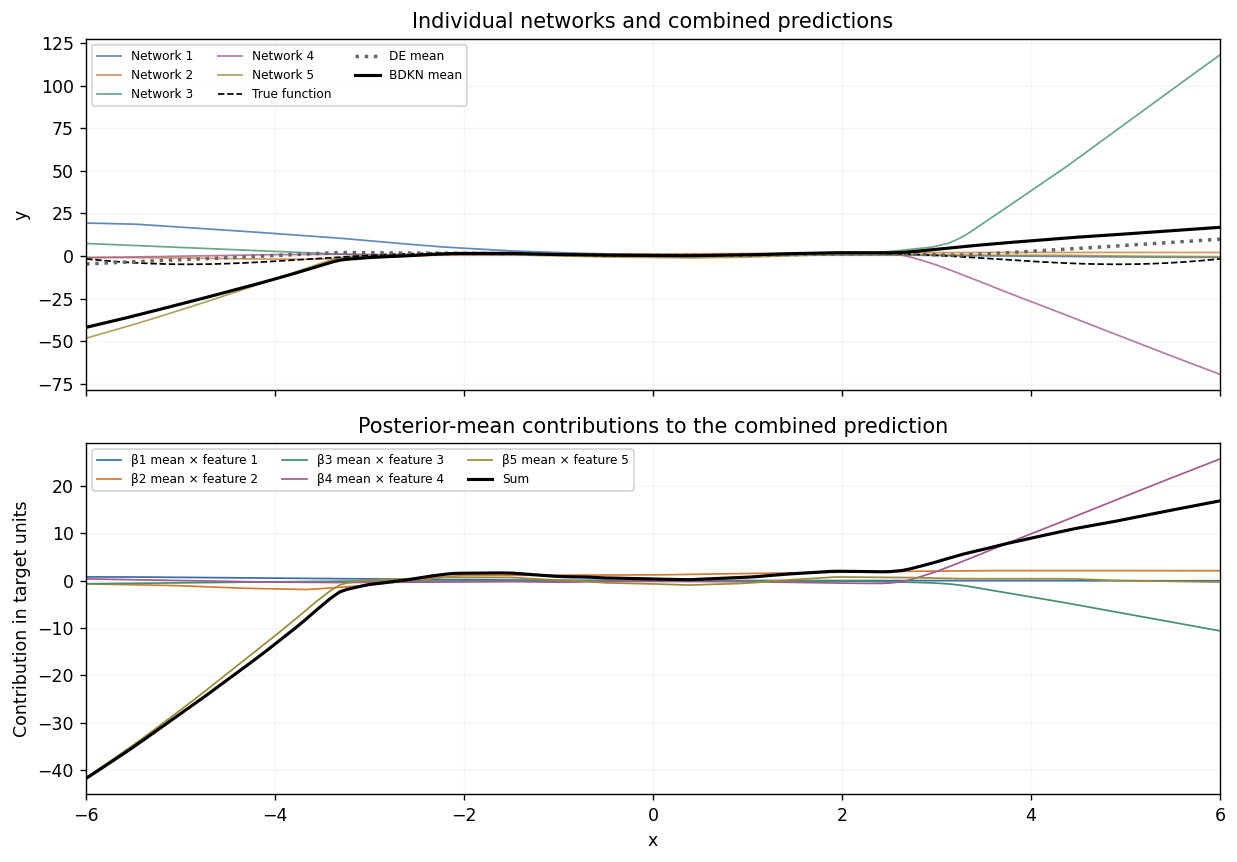 Individual networks and combined predictions
125
100
75
50
25
0
−25
−50
−75
y
Network 1
Network 2
Network 3
Network 4
Network 5
True function
DE mean
BDKN mean
Posterior-mean contributions to the combined prediction
20
10
0
−10
−20
−30
−40
Contribution in target units
β1 mean × feature 1
β2 mean × feature 2
β3 mean × feature 3
β4 mean × feature 4
β5 mean × feature 5
Sum
−6
−4
−2
0
2
4
6
x